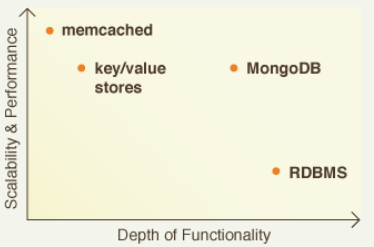 Scalability & Performance
memcached
key/value
stores
MongoDB
RDBMS
Depth of Functionality